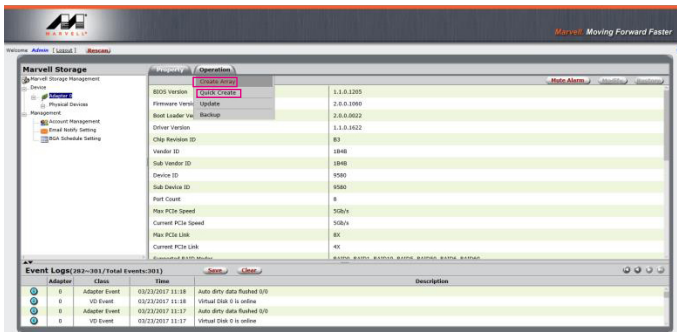 MARVELL
Marvell. Moving Forward Faster
Welcome Admin [ Logout ] Rescan
Marvell Storage
Property
Operation
Marvell Storage Management
Device
Adapter 0
Physical Devices
Management
Account Management
Email Notify Setting
BGA Schedule Setting
Create Array
Quick Create
Update
Backup
Mute Alarm
Modify
BIOS Version 1.1.0.1205
Firmware Versi 2.0.0.1060
Boot Loader Ve 2.0.0.0022
Driver Version 1.1.0.1622
Chip Revision ID B3
Vendor ID 1B4B
Sub Vendor ID 1B4B
Device ID 9580
Sub Device ID 9580
Port Count 8
Max PCIe Speed 5Gb/s
Current PCIe Speed 5Gb/s
Max PCIe Link 8X
Current PCIe Link 4X
Event Logs(282~301/Total Events:301) Save Clear
Adapter Class Time Description
0 Adapter Event 03/23/2017 11:18 Auto dirty data flushed 0/0
0 VD Event 03/23/2017 11:18 Virtual Disk 0 is online
0 Adapter Event 03/23/2017 11:17 Auto dirty data flushed 0/0
0 VD Event 03/23/2017 11:17 Virtual Disk 0 is online